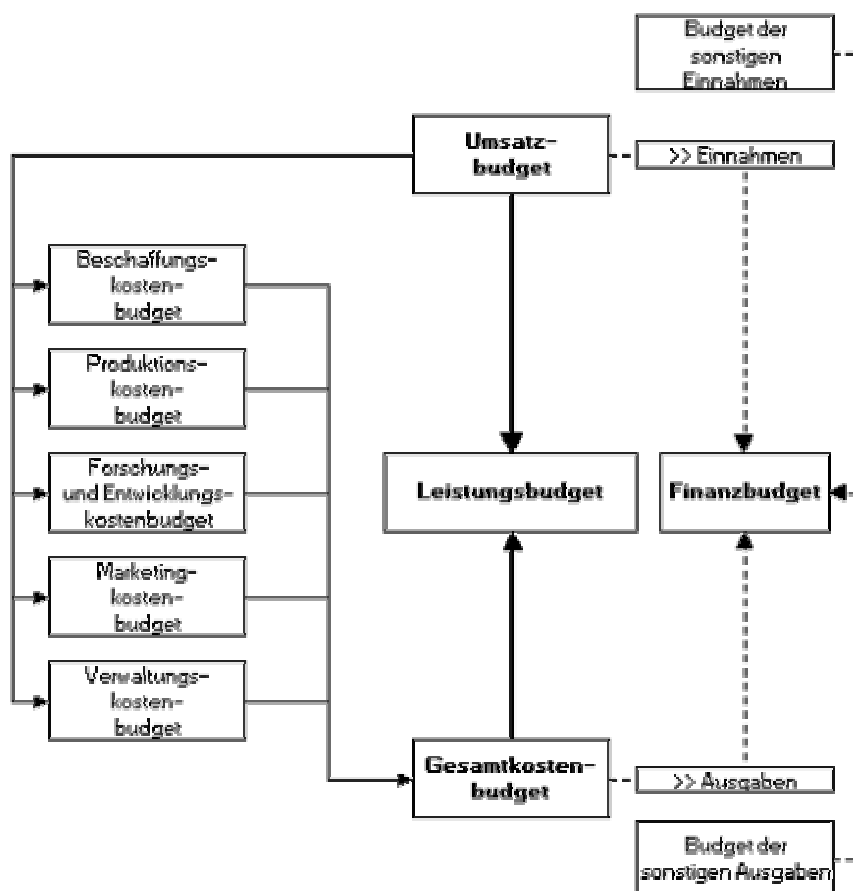 Budget der
sonstigen
Einnahmen
Umsatz-
budget
>> Einnahmen
Beschaffungs-
kosten-
budget
Produktions-
kosten-
budget
Forschungs-
und Entwicklungs-
kostenbudget
Leistungsbudget
Finanzbudget
Marketing-
kosten-
budget
Verwaltungs-
kosten-
budget
Gesamtkosten-
budget
>> Ausgaben
Budget der
sonstigen Ausgaben